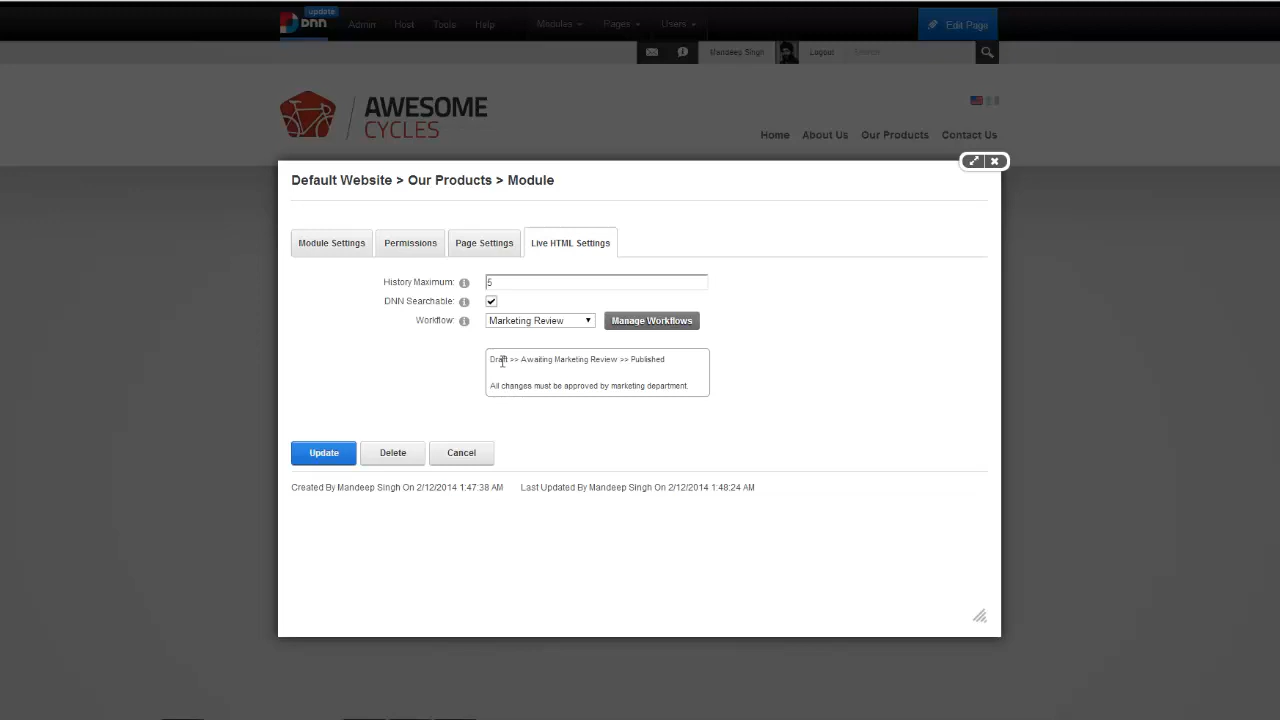 update
DNN Admin Host Tools Help Modules Pages Users Edit Page
Mandeep Singh Logout Search
AWESOME
CYCLES
Home About Us Our Products Contact Us
Default Website > Our Products > Module
Module Settings Permissions Page Settings Live HTML Settings
History Maximum: 5
DNN Searchable:
Workflow: Marketing Review Manage Workflows
Draft >> Awaiting Marketing Review >> Published
All changes must be approved by marketing department.
Update Delete Cancel
Created By Mandeep Singh On 2/12/2014 1:47:38 AM Last Updated By Mandeep Singh On 2/12/2014 1:48:24 AM